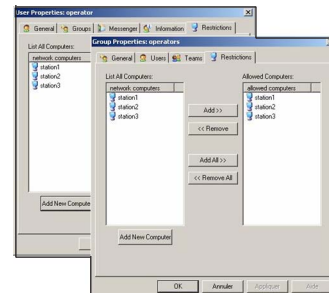 User Properties: operator
General Groups Messenger Information Restrictions
List All Computers:
network computers
station1
station2
station3
Add New Compute
Group Properties: operators
General Users Teams Restrictions
List All Computers:
network computers
station1
station2
station3
Add >>
<< Remove
Add All >>
<< Remove All
Allowed Computers:
allowed computers
station1
station2
station3
Add New Computer
OK Annuler Appliquer Aide